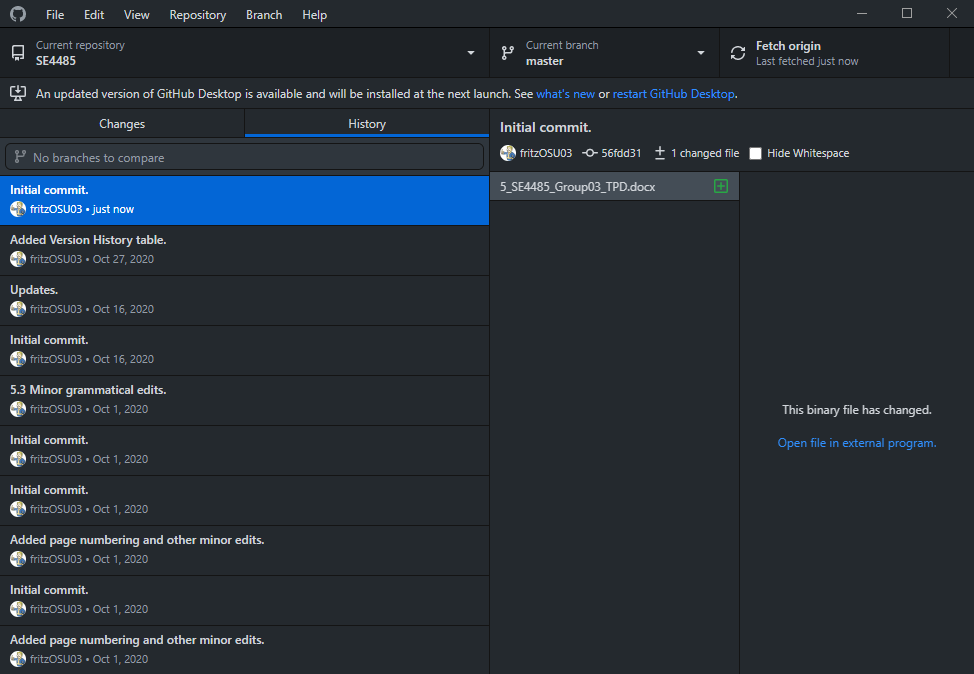 File Edit View Repository Branch Help
Current repository
SE4485
Current branch
master
Fetch origin
Last fetched just now
An updated version of GitHub Desktop is available and will be installed at the next launch. See what's new or restart GitHub Desktop.
Changes
History
No branches to compare
Initial commit.
fritzOSU03 • just now
Added Version History table.
fritzOSU03 • Oct 27, 2020
Updates.
fritzOSU03 • Oct 16, 2020
Initial commit.
fritzOSU03 • Oct 16, 2020
5.3 Minor grammatical edits.
fritzOSU03 • Oct 1, 2020
Initial commit.
fritzOSU03 • Oct 1, 2020
Initial commit.
fritzOSU03 • Oct 1, 2020
Added page numbering and other minor edits.
fritzOSU03 • Oct 1, 2020
Initial commit.
fritzOSU03 • Oct 1, 2020
Added page numbering and other minor edits.
fritzOSU03 • Oct 1, 2020
Initial commit.
fritzOSU03 56fdd31 1 changed file Hide Whitespace
5_SE4485_Group03_TPD.docx
This binary file has changed.
Open file in external program.